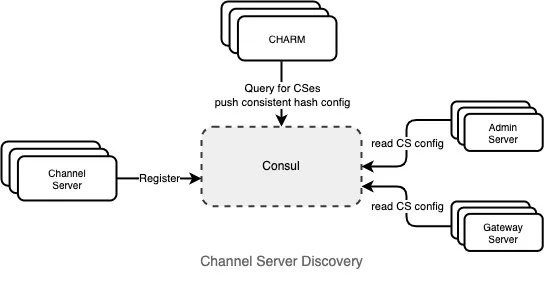 CHARM
Query for CSes
push consistent hash config
Admin
Server
read CS config
Consul
Channel
Server
Register
read CS config
Gateway
Server
Channel Server Discovery